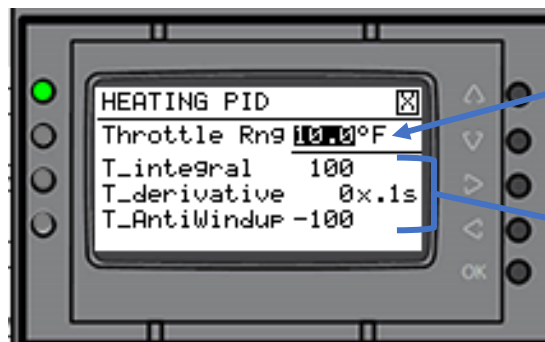 HEATING PID X
Throttle Rng 10.0°F
T_integral 100
T_derivative 0x.1s
T_AntiWindup -100
OK